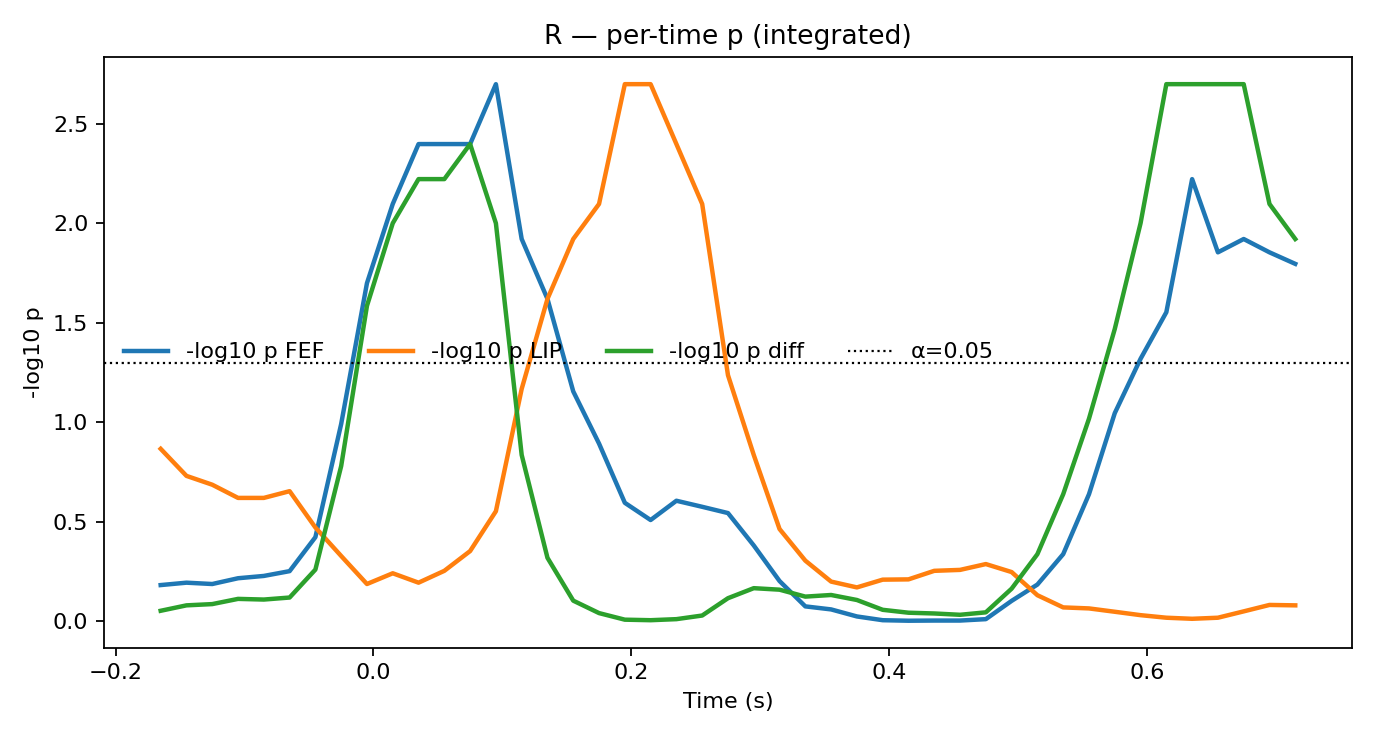 R — per-time p (integrated)
-log10 p
2.5
2.0
1.5
1.0
0.5
0.0
-log10 p FEF -log10 p LIP -log10 p diff α=0.05
−0.2 0.0 0.2 0.4 0.6
Time (s)